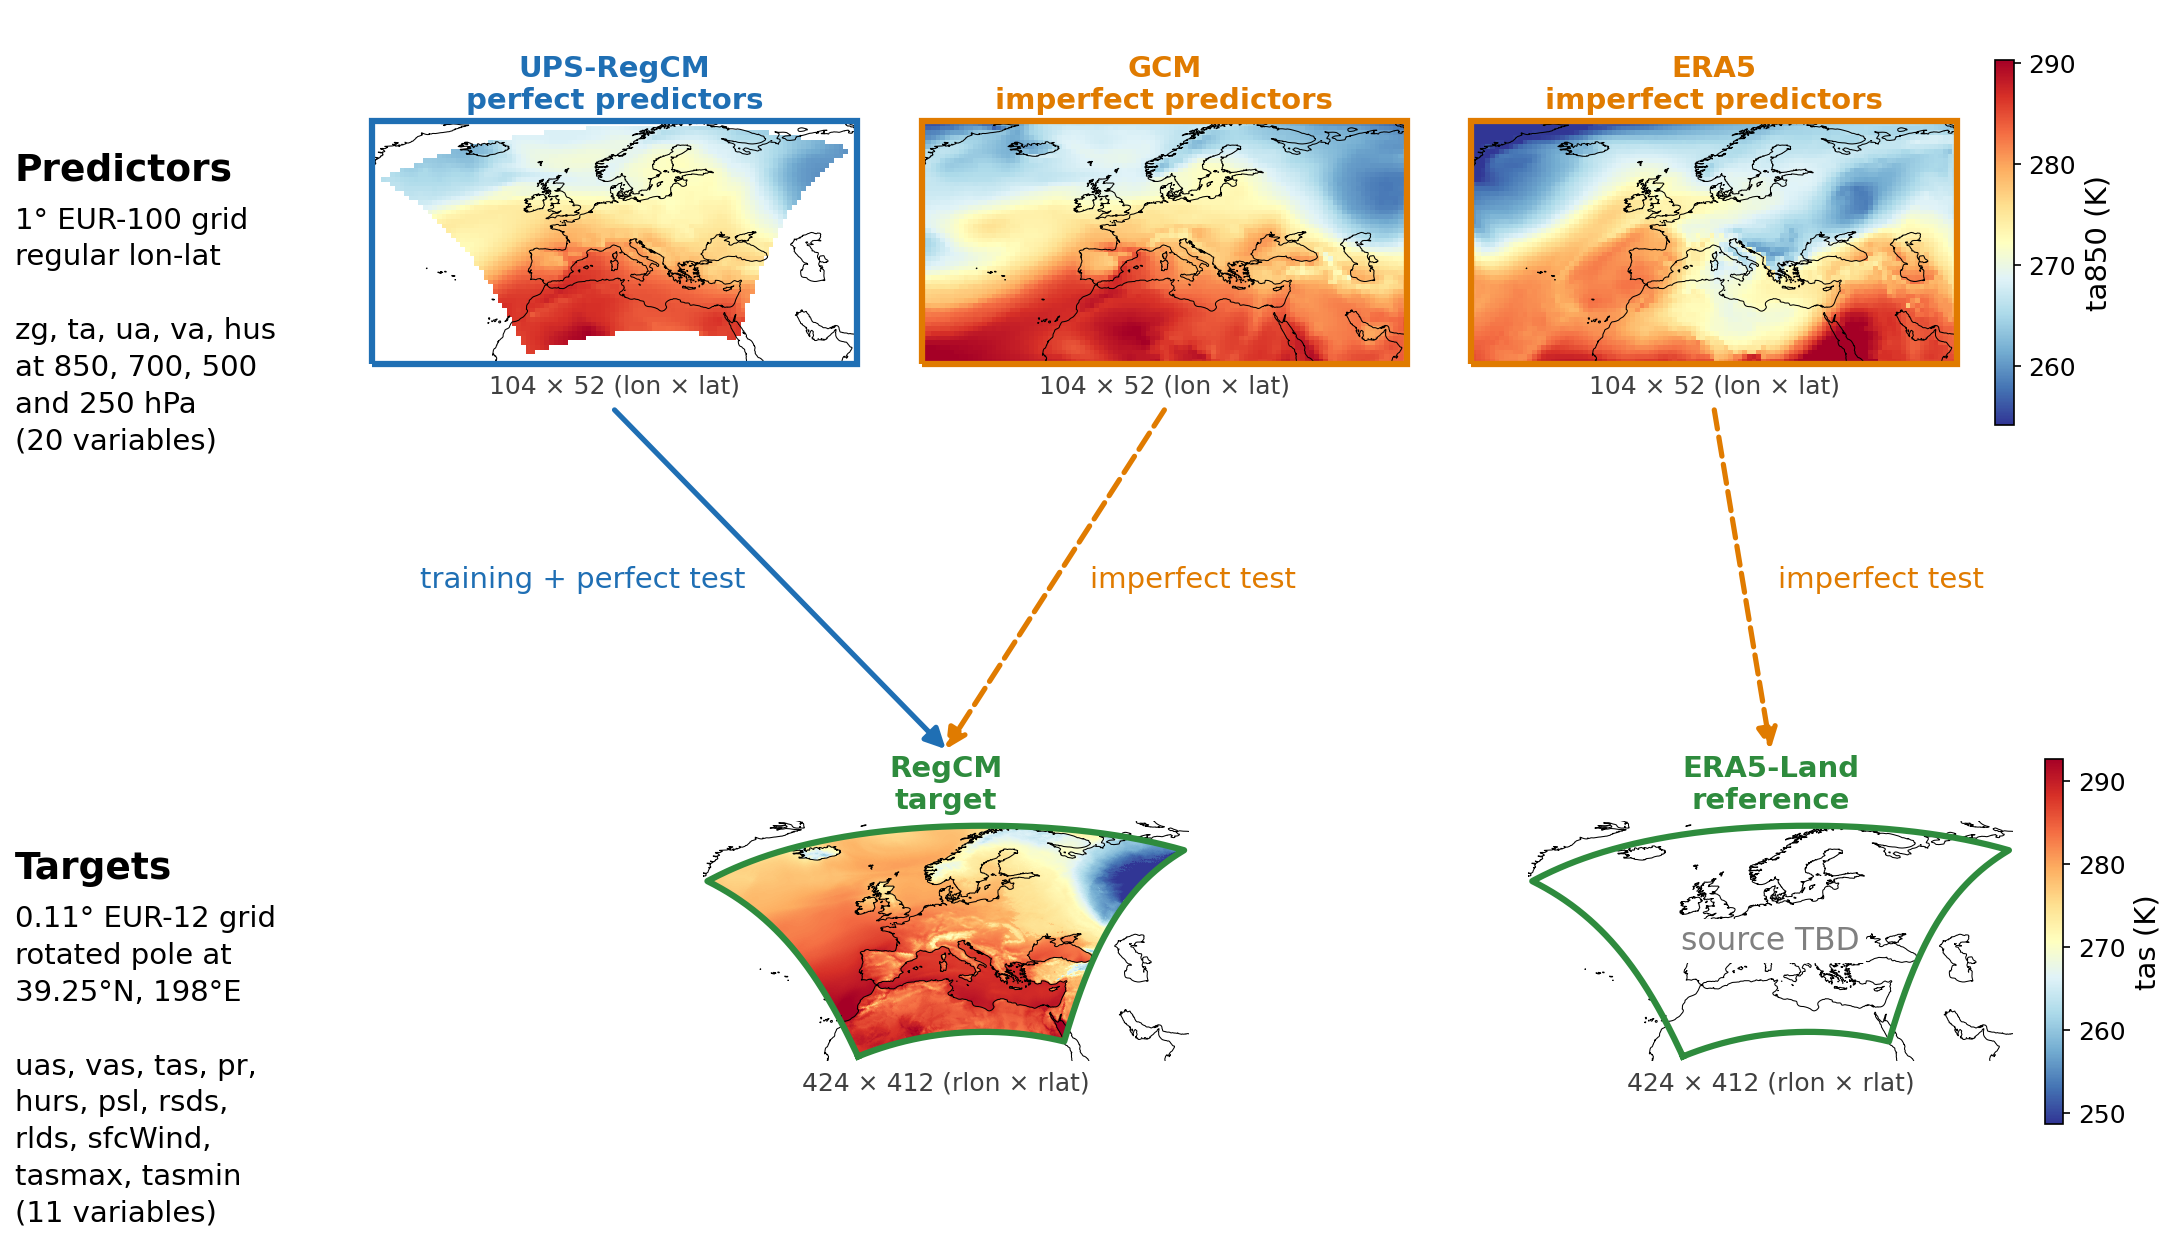 UPS-RegCM
perfect predictors
GCM
imperfect predictors
ERA5
imperfect predictors
Predictors
1° EUR-100 grid
regular lon-lat
zg, ta, ua, va, hus
at 850, 700, 500
and 250 hPa
(20 variables)
104 × 52 (lon × lat)
104 × 52 (lon × lat)
104 × 52 (lon × lat)
290
280
270
260
ta850 (K)
training + perfect test
imperfect test
imperfect test
RegCM
target
ERA5-Land
reference
Targets
0.11° EUR-12 grid
rotated pole at
39.25°N, 198°E
uas, vas, tas, pr,
hurs, psl, rsds,
rlds, sfcWind,
tasmax, tasmin
(11 variables)
source TBD
424 × 412 (rlon × rlat)
424 × 412 (rlon × rlat)
290
280
270
260
250
tas (K)